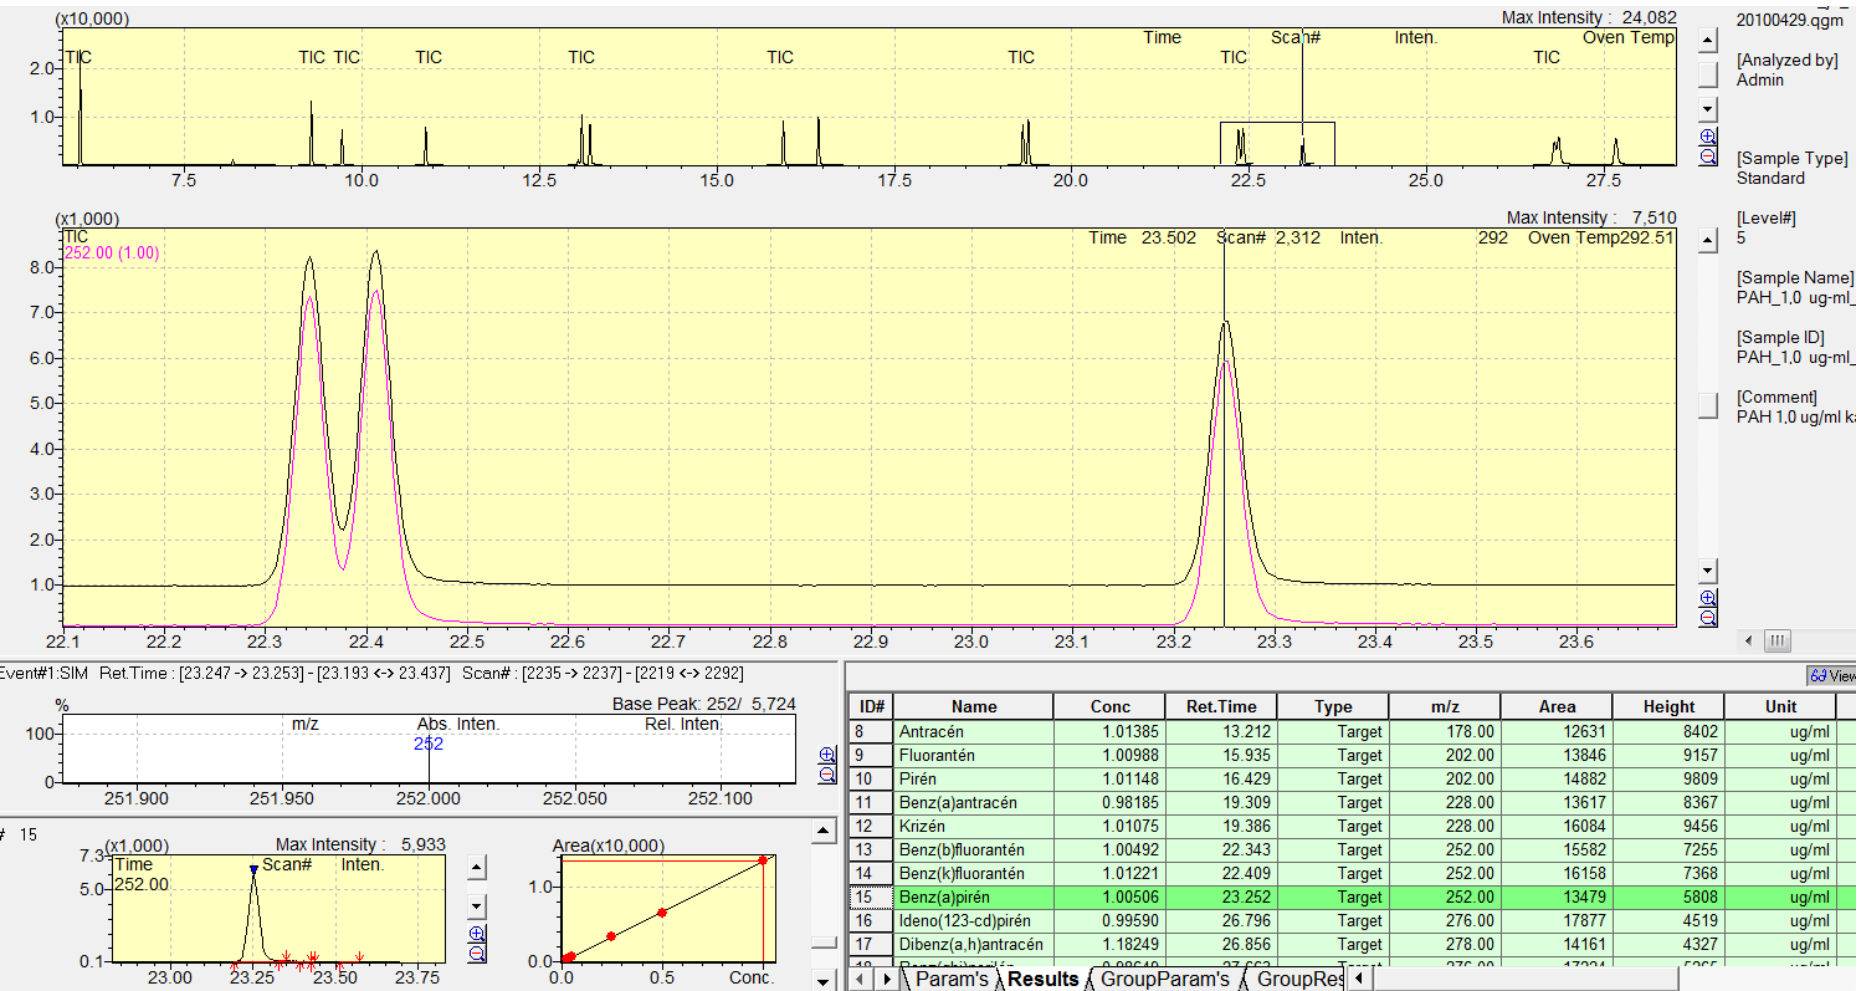 (x10,000)
Max Intensity : 24,082
Time Scan# Inten. Oven Temp
TIC TIC TIC TIC TIC TIC TIC TIC TIC
2.0
1.0
7.5 10.0 12.5 15.0 17.5 20.0 22.5 25.0 27.5
(x1,000)
Max Intensity : 7,510
TIC
252.00 (1.00)
Time 23.502 Scan# 2,312 Inten. 292 Oven Temp292.51
8.0
7.0
6.0
5.0
4.0
3.0
2.0
1.0
22.1 22.2 22.3 22.4 22.5 22.6 22.7 22.8 22.9 23.0 23.1 23.2 23.3 23.4 23.5 23.6
20100429.qgm
[Analyzed by]
Admin
[Sample Type]
Standard
[Level#]
5
[Sample Name]
PAH_1,0 ug-ml_
[Sample ID]
PAH_1,0 ug-ml_
[Comment]
PAH 1,0 ug/ml ka
Event#1:SIM Ret.Time : [23.247 -> 23.253] - [23.193 <-> 23.437] Scan# : [2235 -> 2237] - [2219 <-> 2292]
%
Base Peak: 252/ 5,724
m/z Abs. Inten. Rel. Inten.
100
252
0
251.900 251.950 252.000 252.050 252.100
# 15
(x1,000)
Max Intensity : 5,933
7.3
Time Scan# Inten.
252.00
5.0
0.1
23.00 23.25 23.50 23.75
Area(x10,000)
1.0
0.0
0.0 0.5 Conc.
View
ID# Name Conc Ret.Time Type m/z Area Height Unit
8 Antracén 1.01385 13.212 Target 178.00 12631 8402 ug/ml
9 Fluorantén 1.00988 15.935 Target 202.00 13846 9157 ug/ml
10 Pirén 1.01148 16.429 Target 202.00 14882 9809 ug/ml
11 Benz(a)antracén 0.98185 19.309 Target 228.00 13617 8367 ug/ml
12 Krizén 1.01075 19.386 Target 228.00 16084 9456 ug/ml
13 Benz(b)fluorantén 1.00492 22.343 Target 252.00 15582 7255 ug/ml
14 Benz(k)fluorantén 1.01221 22.409 Target 252.00 16158 7368 ug/ml
15 Benz(a)pirén 1.00506 23.252 Target 252.00 13479 5808 ug/ml
16 Ideno(123-cd)pirén 0.99590 26.796 Target 276.00 17877 4519 ug/ml
17 Dibenz(a,h)antracén 1.18249 26.856 Target 278.00 14161 4327 ug/ml
Param's Results GroupParam's GroupRes